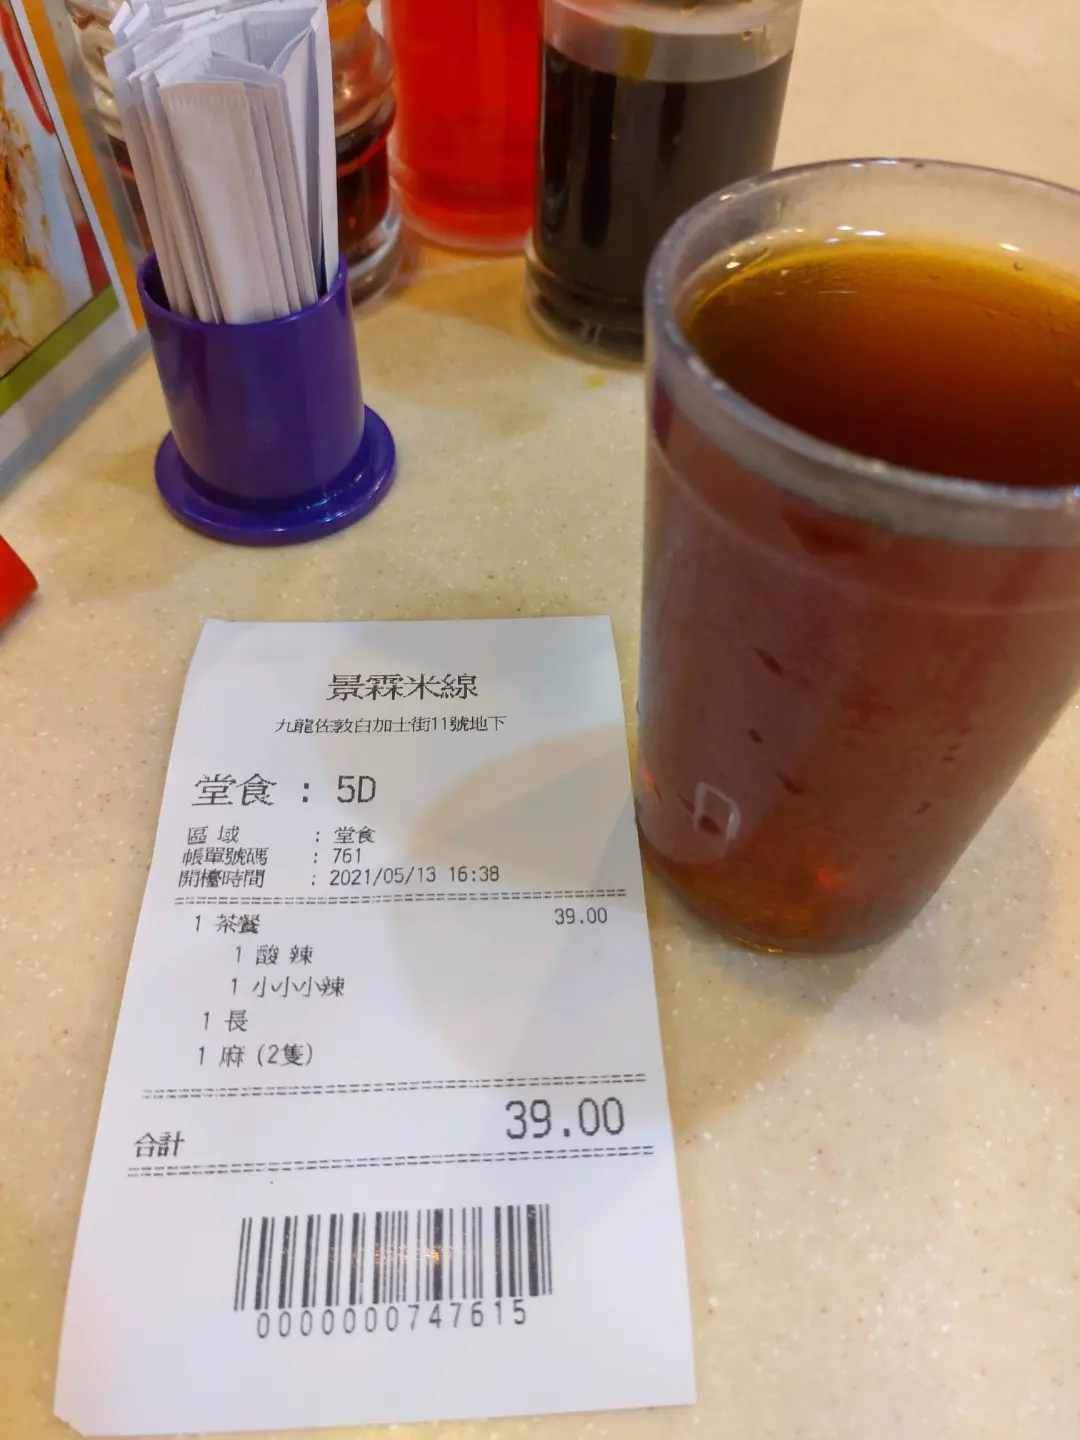 景霖米線
九龍佐敦白加士街11號地下
堂食 : 5D
區 域 : 堂食
帳單號碼 : 761
開檯時間 : 2021/05/13 16:38
1 茶餐 39.00
1 酸 辣
1 小小小辣
1 長
1 麻 (2隻)
合計 39.00
0000000747615